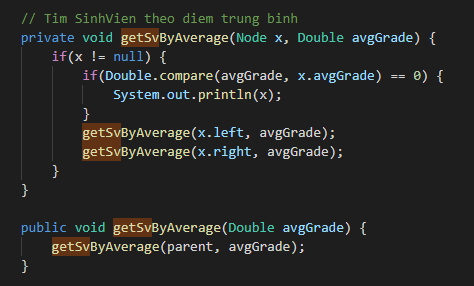 // Tim SinhVien theo diem trung binh
private void getSvByAverage(Node x, Double avgGrade) {
    if(x != null) {
        if(Double.compare(avgGrade, x.avgGrade) == 0) {
            System.out.println(x);
        }
        getSvByAverage(x.left, avgGrade);
        getSvByAverage(x.right, avgGrade);
    }
}

public void getSvByAverage(Double avgGrade) {
    getSvByAverage(parent, avgGrade);
}